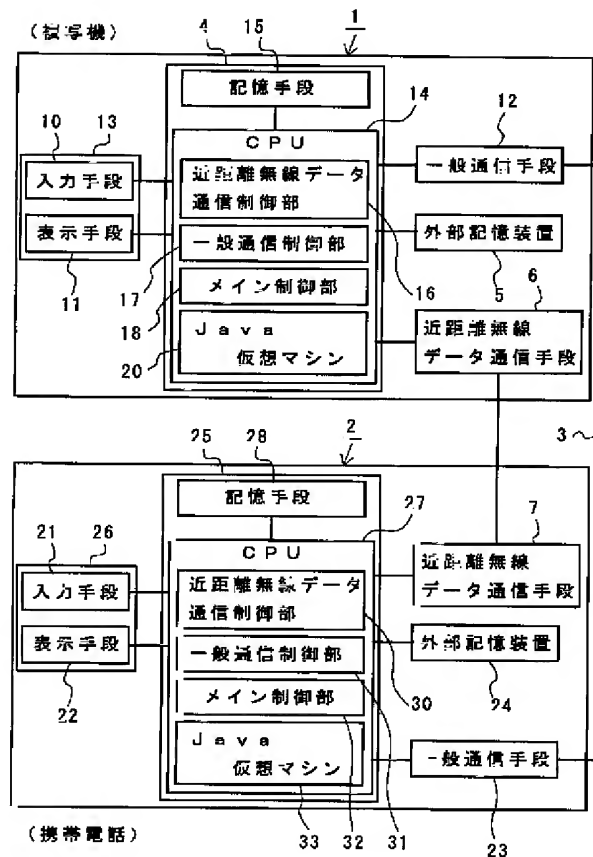 (複写機)
4
15
1
記憶手段
14
CPU
12
10
13
入力手段
近距離無線データ
通信制御部
一般通信手段
表示手段
一般通信制御部
外部記憶装置
11
17
メイン制御部
16
5
6
18
Java
仮想マシン
20
近距離無線
データ通信手段
3
25
28
2
記憶手段
27
CPU
7
21
26
入力手段
近距離無線データ
通信制御部
近距離無線
データ通信手段
表示手段
一般通信制御部
外部記憶装置
22
メイン制御部
30
24
Java
仮想マシン
一般通信手段
(携帯電話)
33
32
31
23